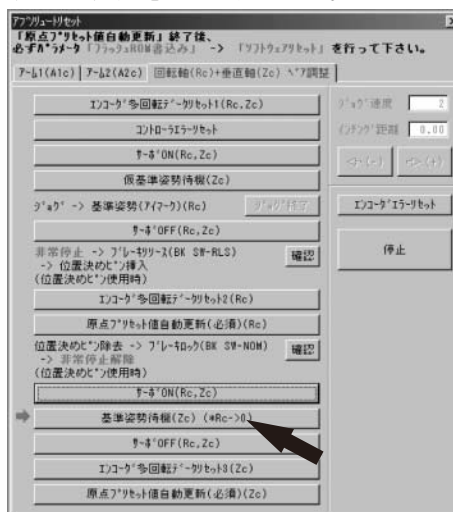 アブソリュートリセット
「原点プリセット値自動更新」終了後、
必ずパラメータ「フラッシュROM書込み」 -> 「ソフトウェアリセット」 を行って下さい。
アーム1(A1c) アーム2(A2c) 回転軸(Rc)+垂直軸(Zc) ペア調整
エンコーダ多回転データリセット1(Rc,Zc)
コントローラエラーリセット
サーボON(Rc,Zc)
仮基準姿勢待機(Zc)
ジョグ -> 基準姿勢(アイマーク)(Rc) ジョグ終了
サーボOFF(Rc,Zc)
非常停止 -> ブレーキリリース(BK SW-RLS)
-> 位置決めピン挿入
(位置決めピン使用時)
確認
エンコーダ多回転データリセット2(Rc)
原点プリセット値自動更新(必須)(Rc)
位置決めピン除去 -> ブレーキロック(BK SW-NOM)
-> 非常停止解除
(位置決めピン使用時)
確認
サーボON(Rc,Zc)
基準姿勢待機(Zc) (*Rc->0)
サーボOFF(Rc,Zc)
エンコーダ多回転データリセット3(Zc)
原点プリセット値自動更新(必須)(Zc)
ジョグ速度 2
インチング距離 0.00
<-(-) ->(+)
エンコーダエラーリセット
停止